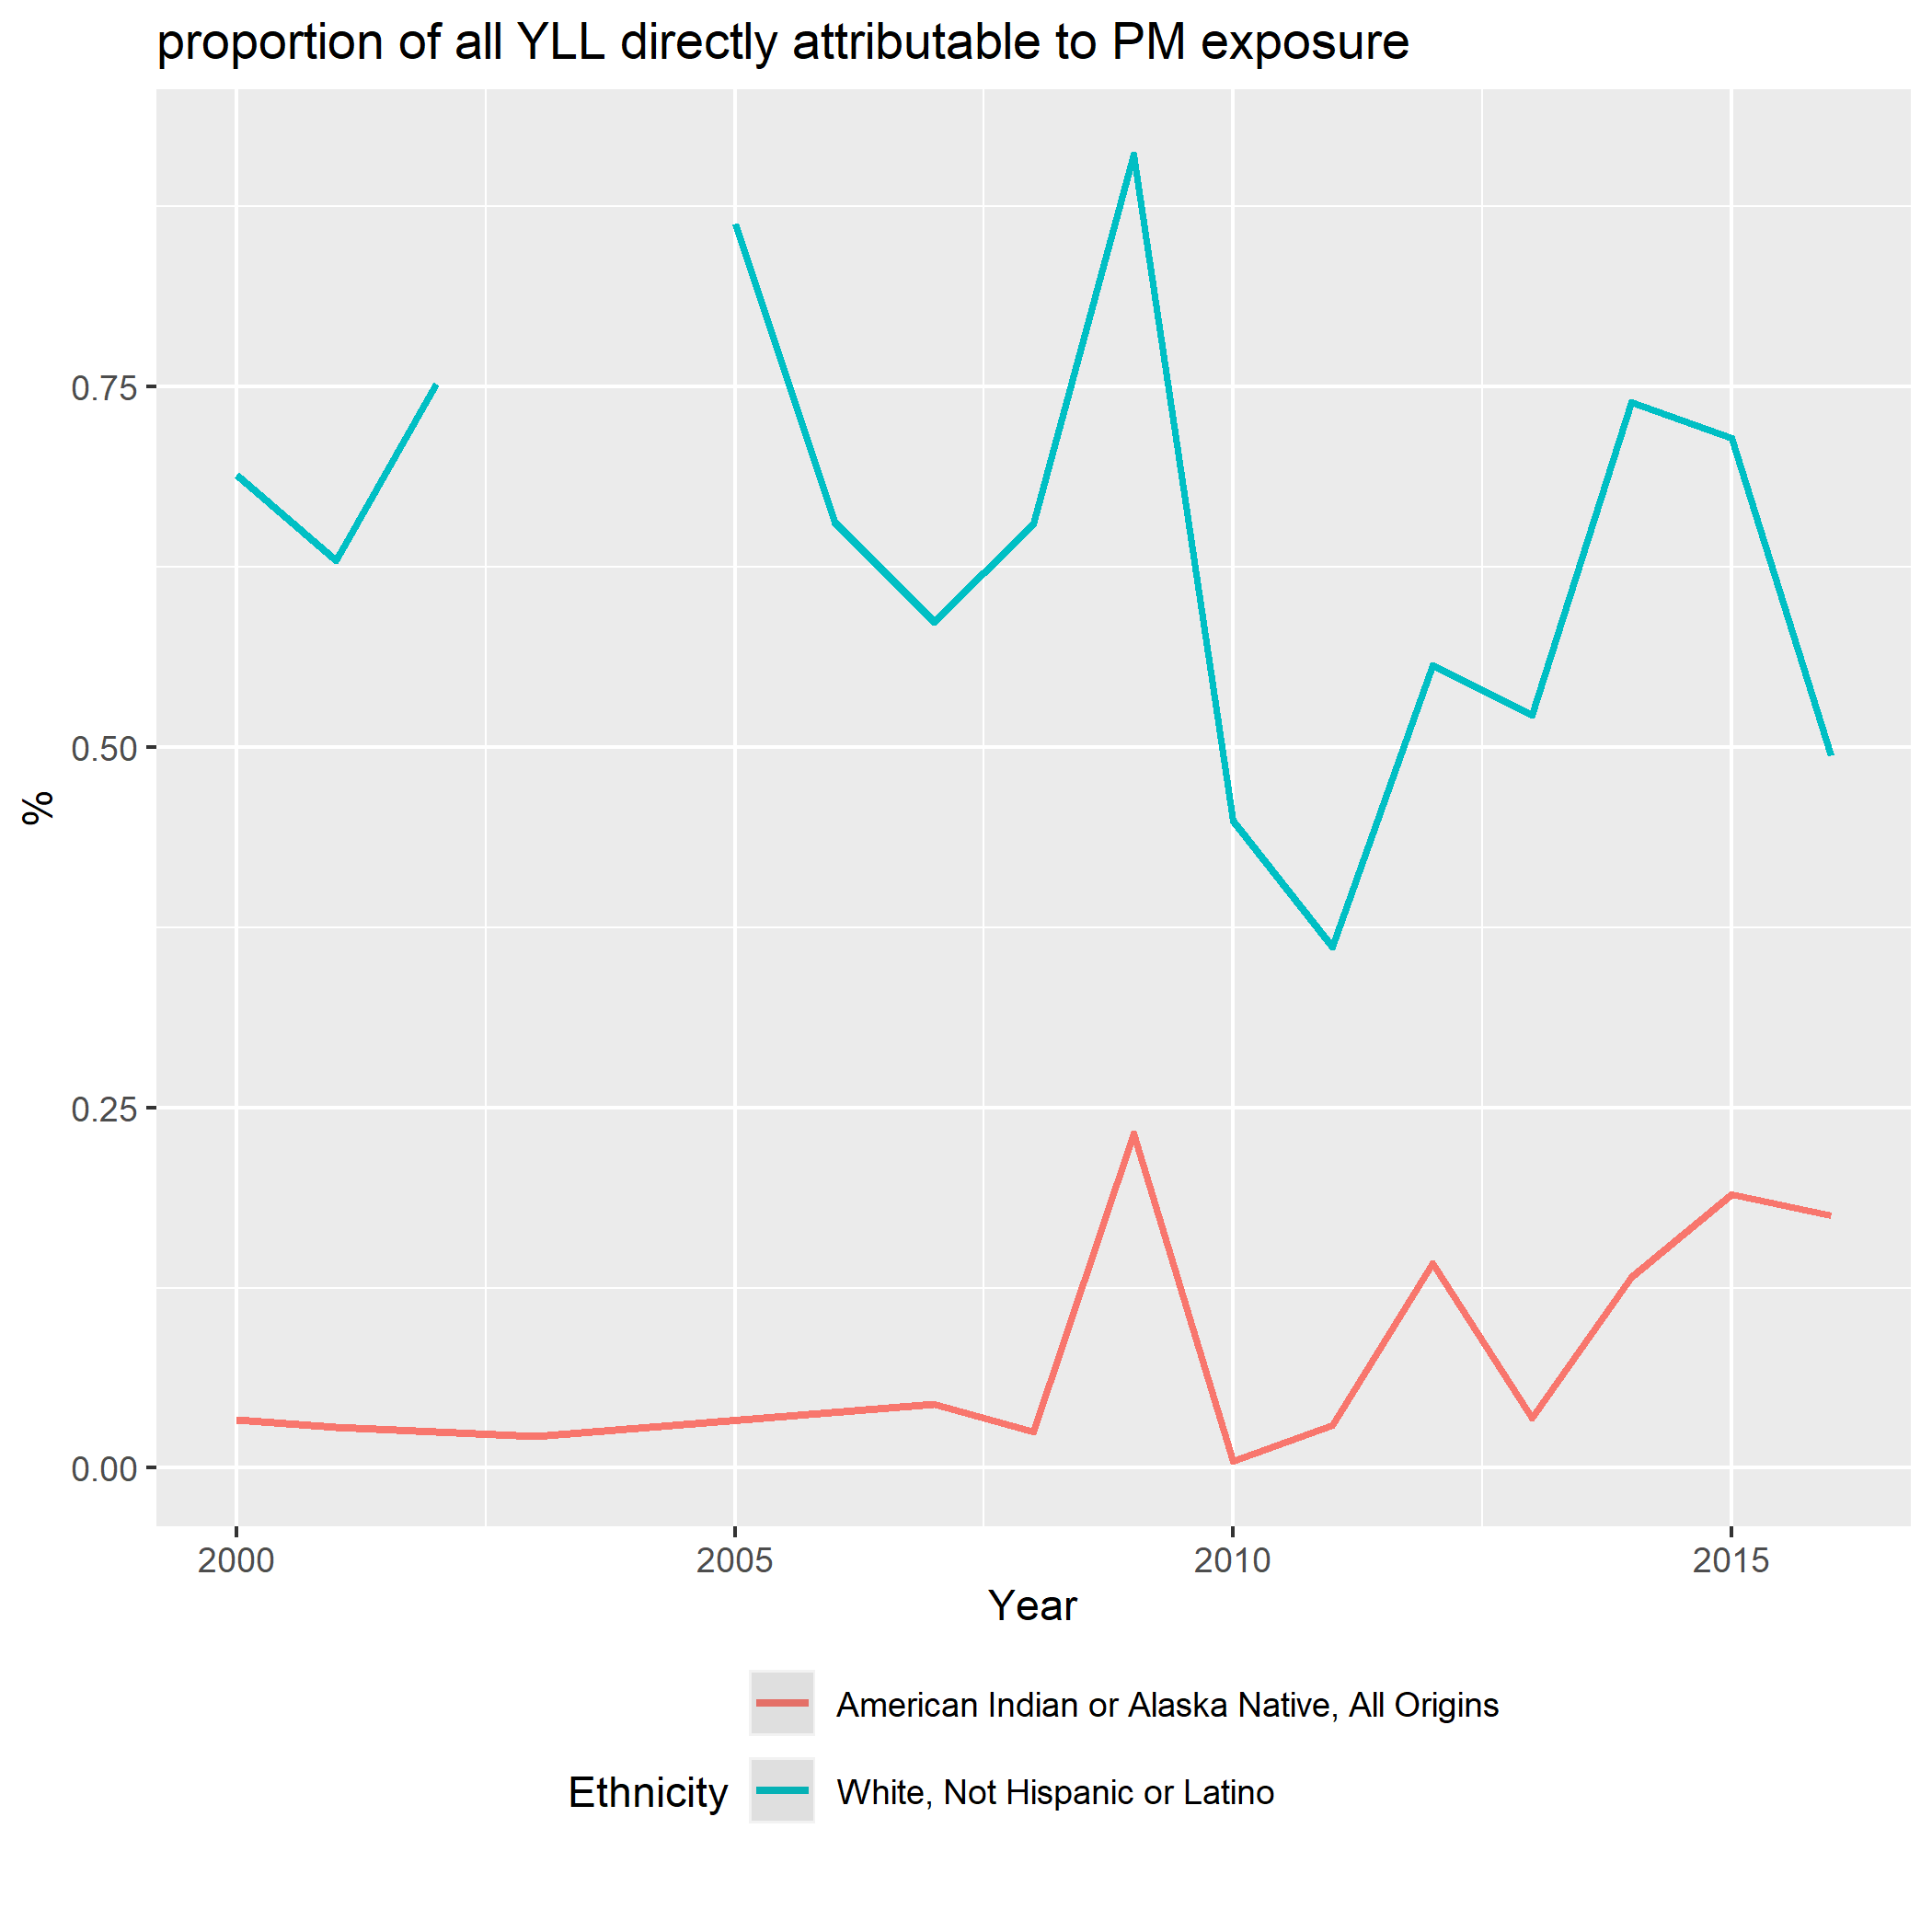 proportion of all YLL directly attributable to PM exposure
0.75
0.50
0.25
0.00
%
2000 2005 2010 2015
Year
American Indian or Alaska Native, All Origins
Ethnicity White, Not Hispanic or Latino